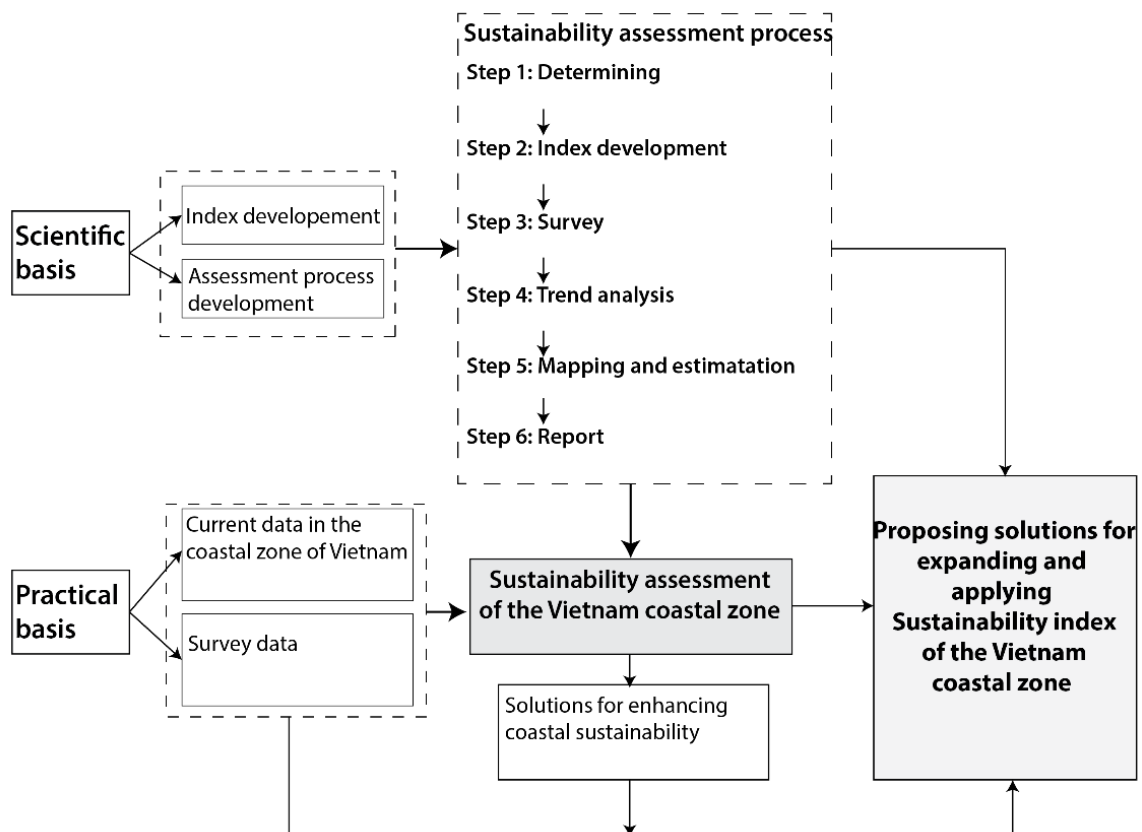 Sustainability assessment process
Step 1: Determining
Step 2: Index development
Step 3: Survey
Step 4: Trend analysis
Step 5: Mapping and estimatation
Step 6: Report
Scientific
basis
Index developement
Assessment process
development
Practical
basis
Current data in the
coastal zone of Vietnam
Survey data
Sustainability assessment
of the Vietnam coastal zone
Solutions for enhancing
coastal sustainability
Proposing solutions for
expanding and
applying
Sustainability index
of the Vietnam
coastal zone